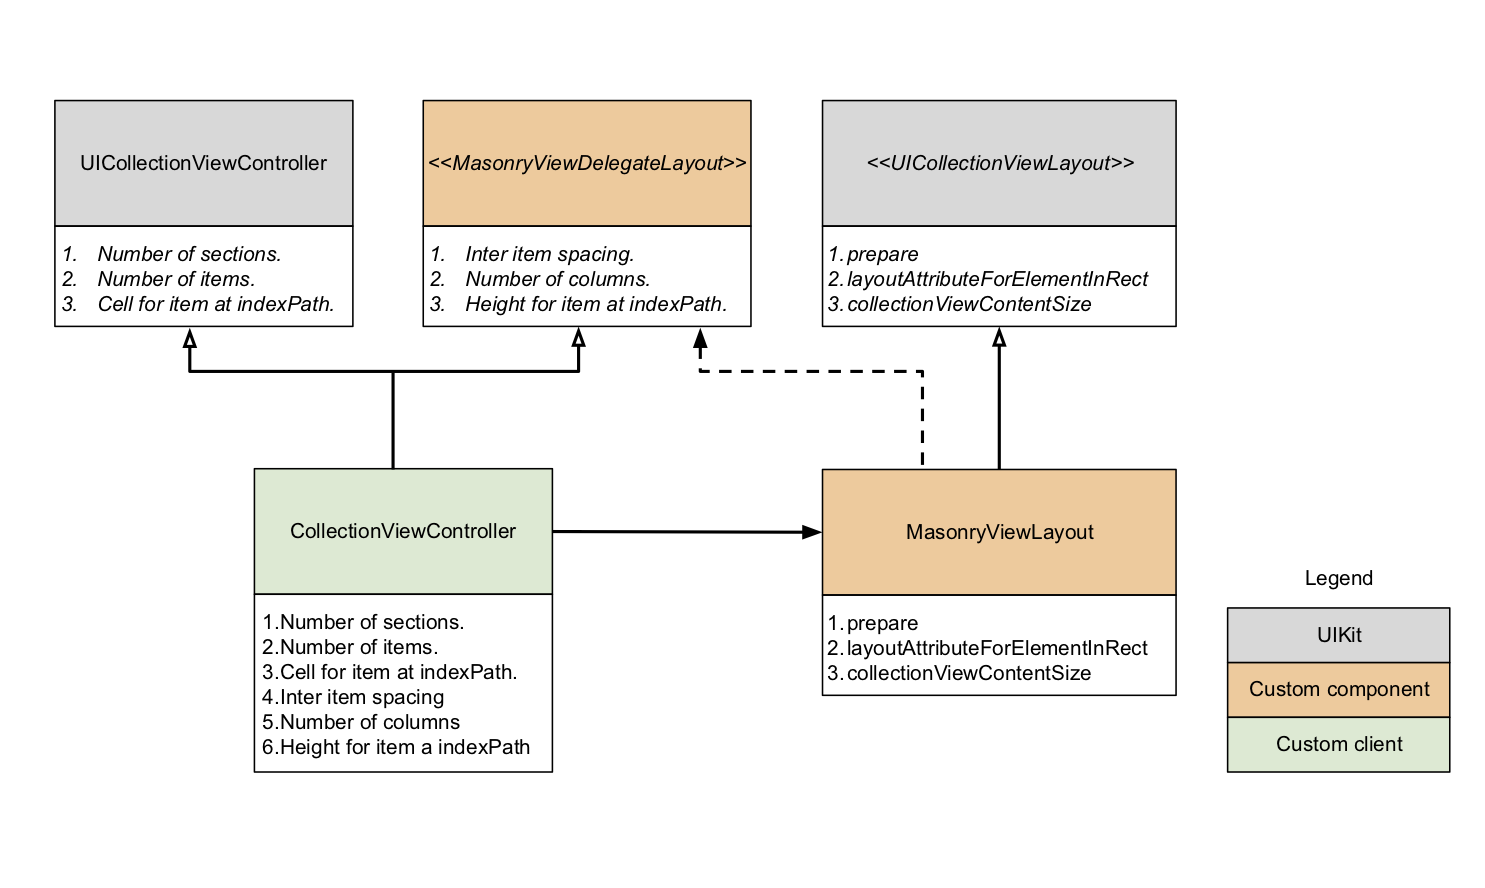 UICollectionViewController
1. Number of sections.
2. Number of items.
3. Cell for item at indexPath.
<<MasonryViewDelegateLayout>>
1. Inter item spacing.
2. Number of columns.
3. Height for item at indexPath.
<<UICollectionViewLayout>>
1. prepare
2. layoutAttributeForElementInRect
3. collectionViewContentSize
CollectionViewController
1.Number of sections.
2.Number of items.
3.Cell for item at indexPath.
4.Inter item spacing
5.Number of columns
6.Height for item a indexPath
MasonryViewLayout
1. prepare
2. layoutAttributeForElementInRect
3. collectionViewContentSize
Legend
UIKit
Custom component
Custom client